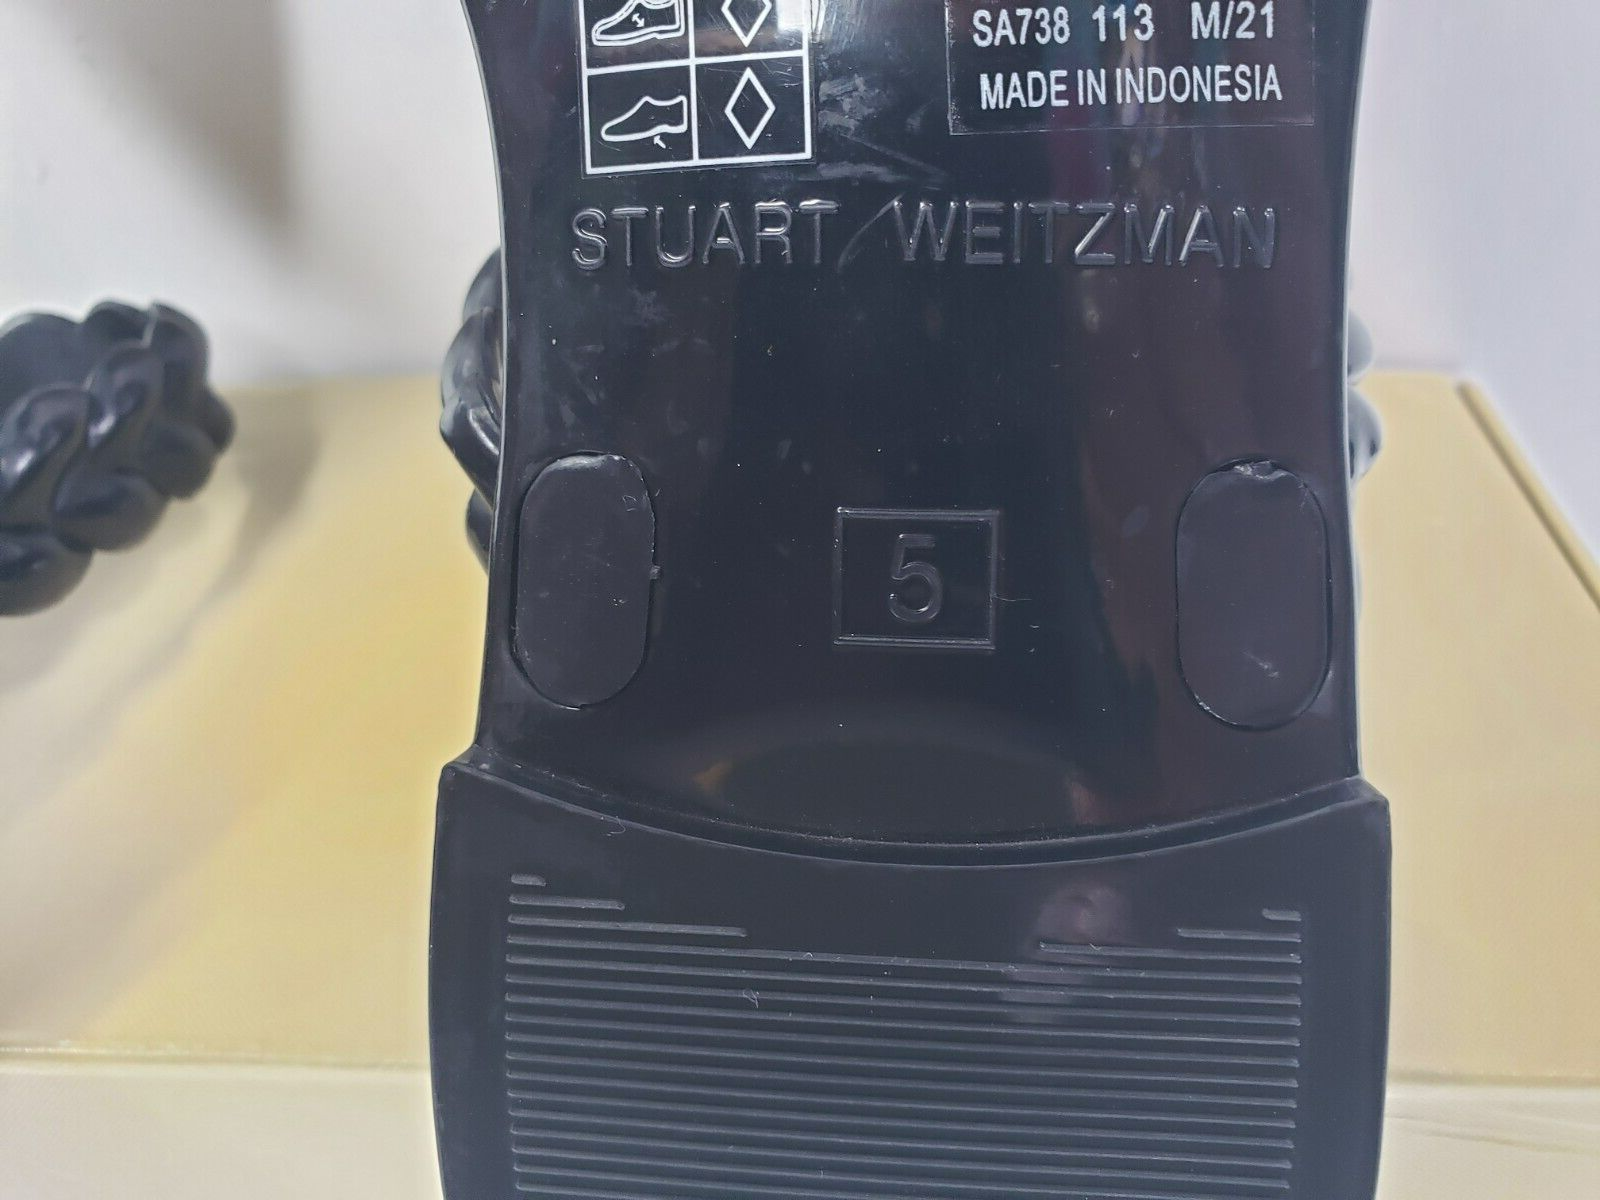 SA738 113 M/21
MADE IN INDONESIA
STUART WEITZMAN
5